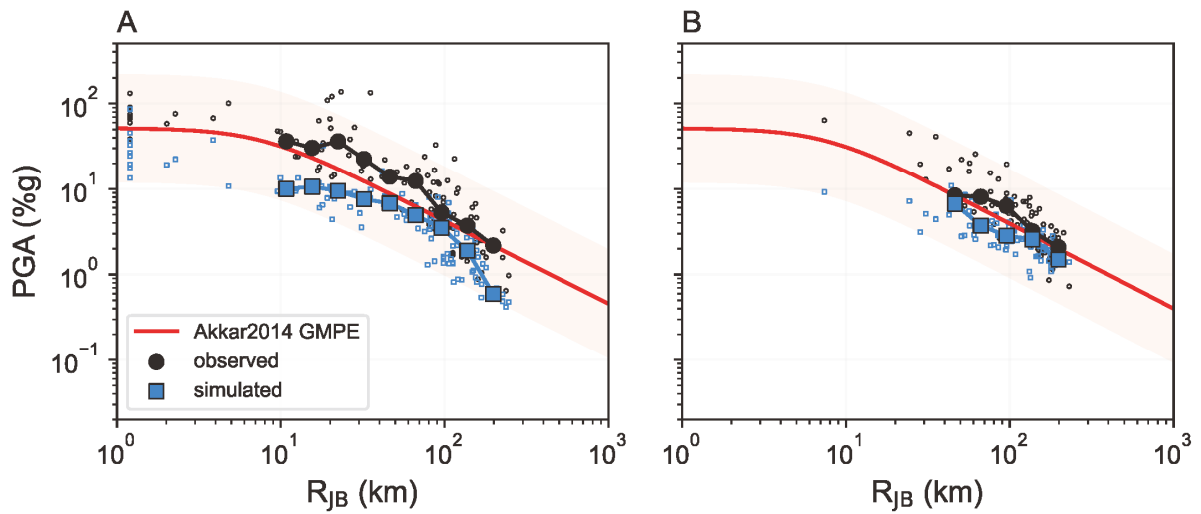 A
B
PGA (%g)
10²
10¹
10⁰
10⁻¹
Akkar2014 GMPE
observed
simulated
10⁰ 10¹ 10² 10³
10⁰ 10¹ 10² 10³
R_JB (km)
R_JB (km)